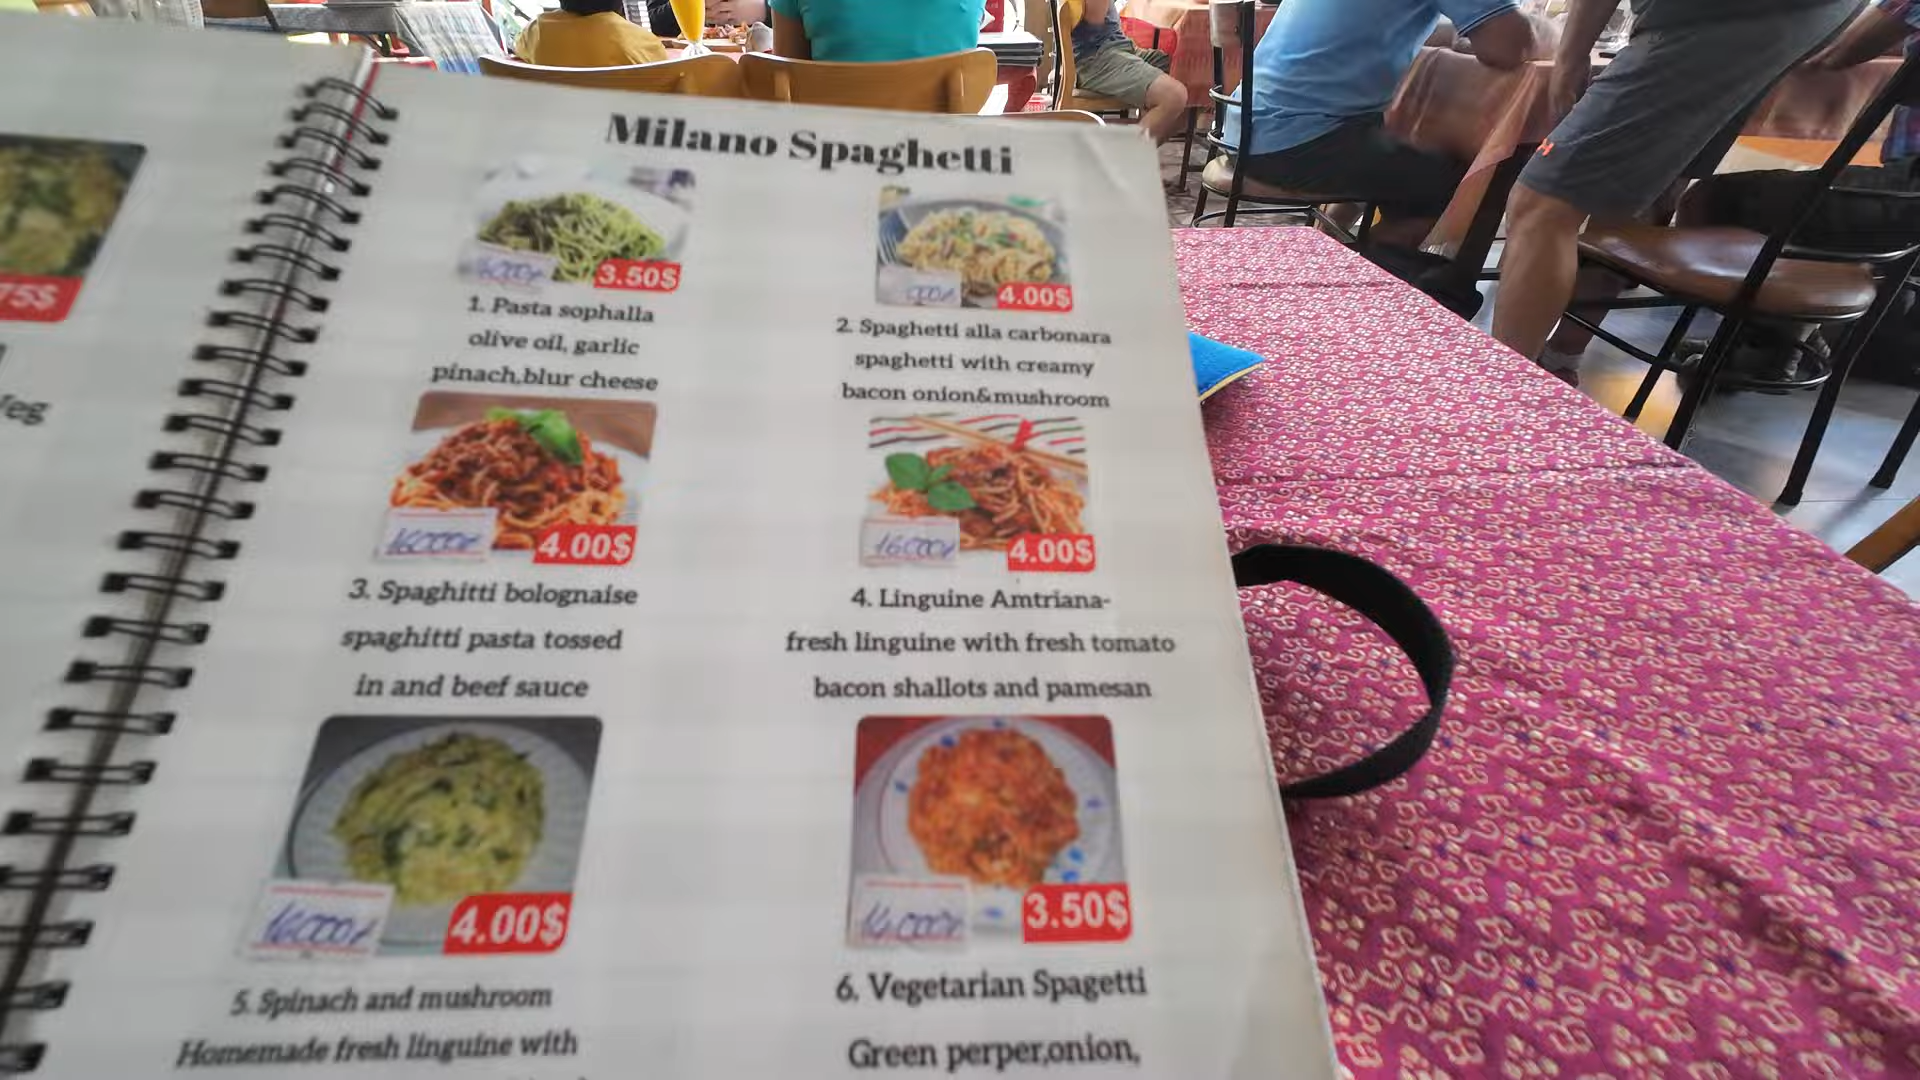 75$
Veg
Milano Spaghetti
3.50$
1. Pasta sophalla
olive oil, garlic
pinach,blur cheese
4.00$
2. Spaghetti alla carbonara
spaghetti with creamy
bacon onion&mushroom
16000r
4.00$
3. Spaghitti bolognaise
spaghitti pasta tossed
in and beef sauce
16000r
4.00$
4. Linguine Amtriana-
fresh linguine with fresh tomato
bacon shallots and pamesan
16000r
4.00$
5. Spinach and mushroom
Homemade fresh linguine with
14000r
3.50$
6. Vegetarian Spagetti
Green perper,onion,